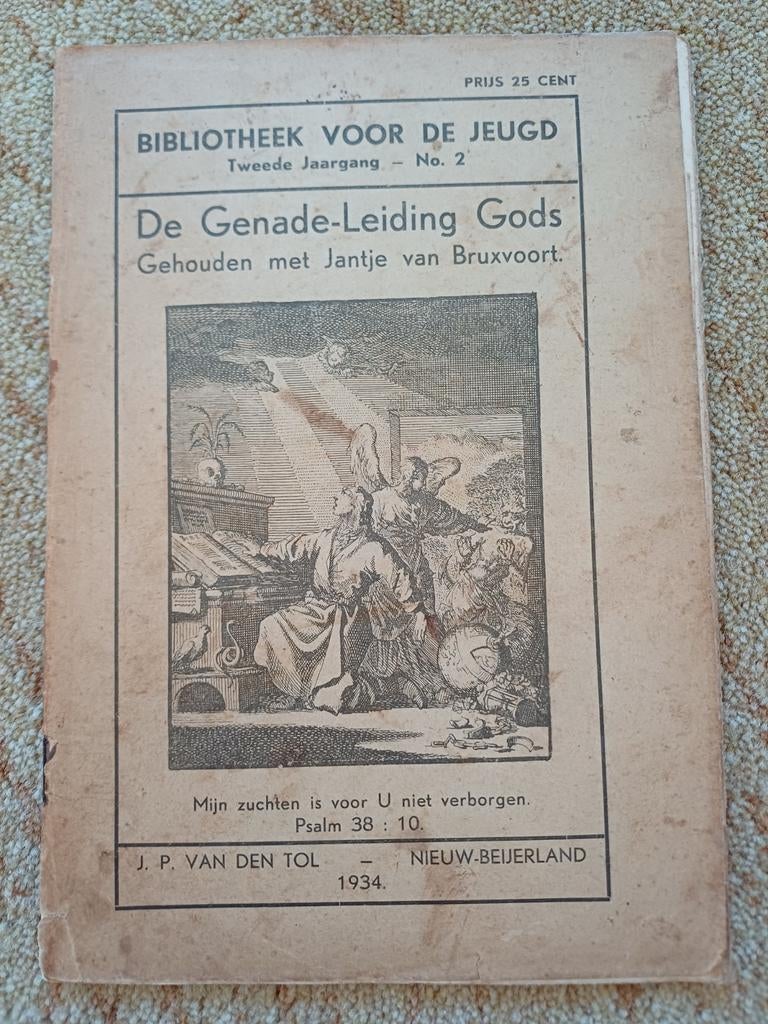 PRIJS 25 CENT
BIBLIOTHEEK VOOR DE JEUGD
Tweede Jaargang – No. 2
De Genade-Leiding Gods
Gehouden met Jantje van Bruxvoort.
Mijn zuchten is voor U niet verborgen.
Psalm 38 : 10.
J. P. VAN DEN TOL – NIEUW-BEIJERLAND
1934.